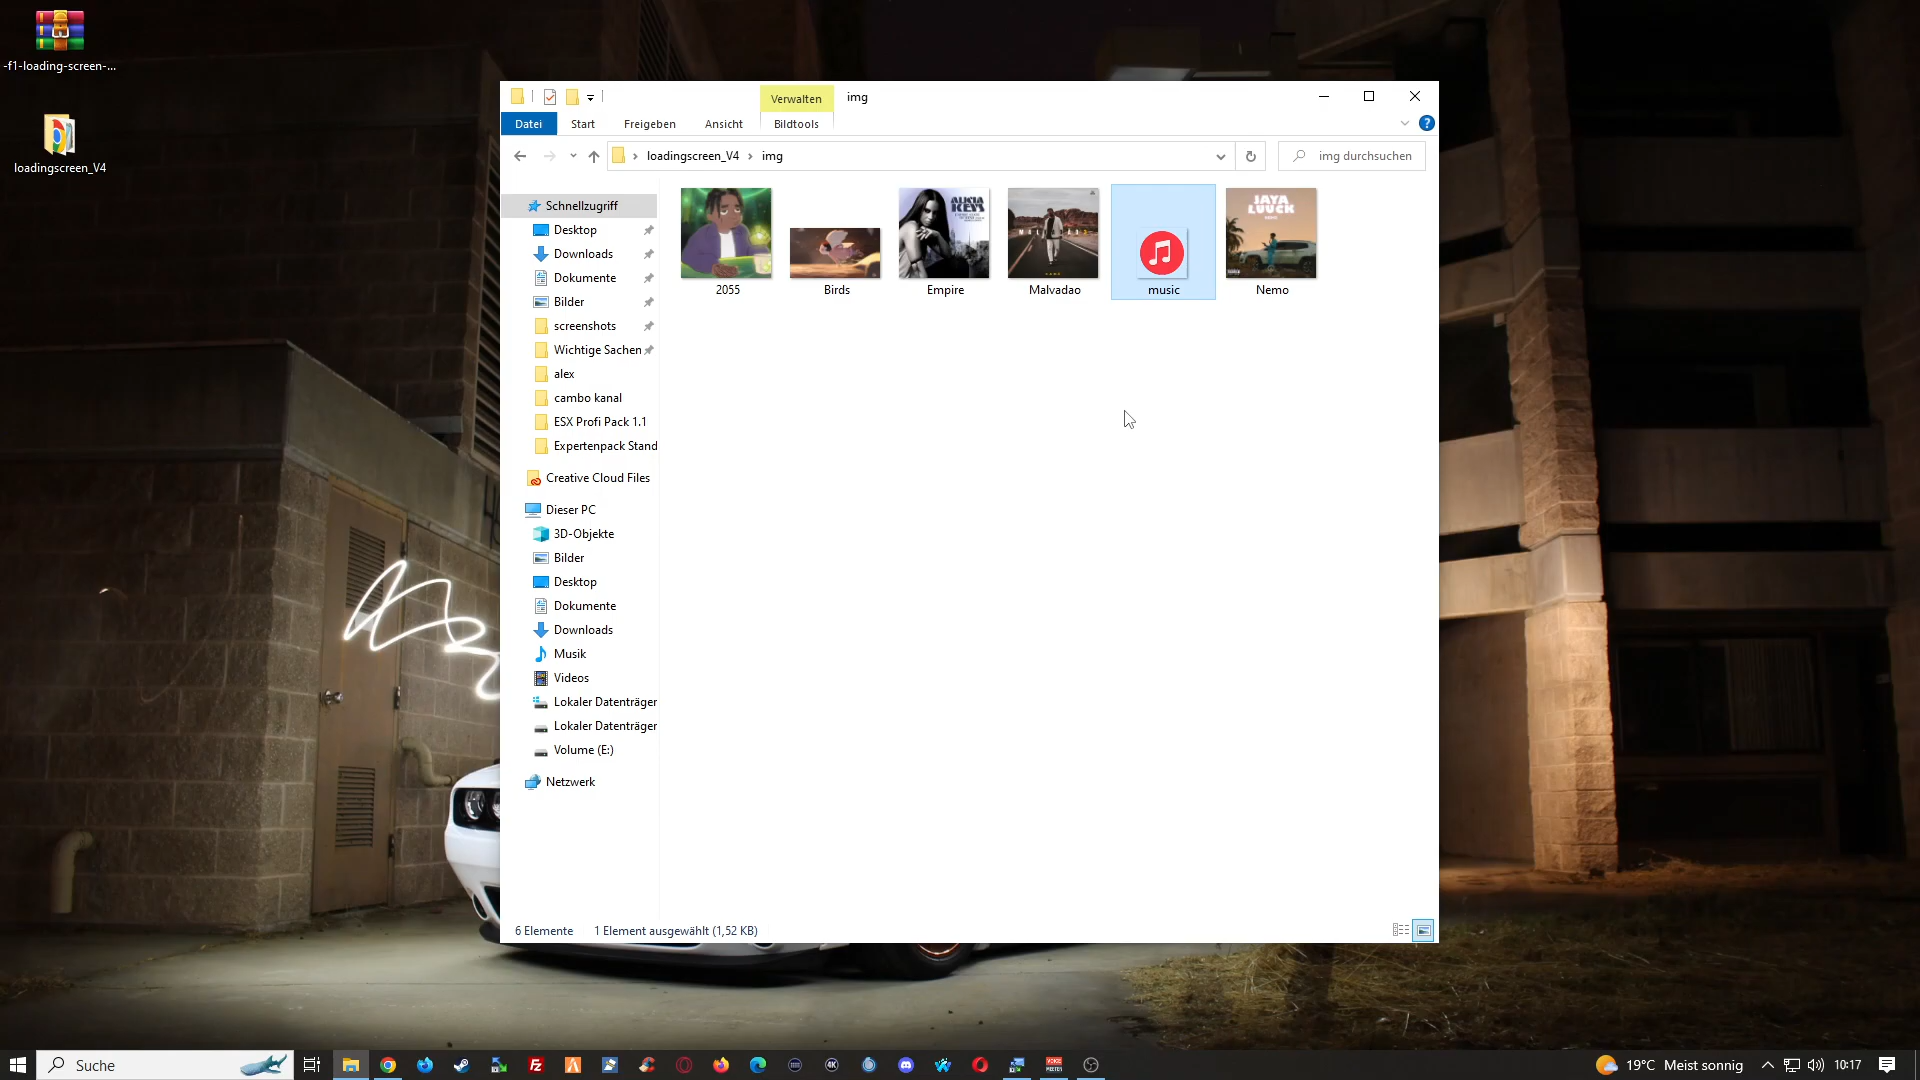 -f1-loading-screen-...
loadingscreen_V4
Verwalten
img
Datei
Start
Freigeben
Ansicht
Bildtools
loadingscreen_V4
img
img durchsuchen
Schnellzugriff
Desktop
Downloads
Dokumente
Bilder
screenshots
Wichtige Sachen
alex
cambo kanal
ESX Profi Pack 1.1
Expertenpack Stand
Creative Cloud Files
Dieser PC
3D-Objekte
Bilder
Desktop
Dokumente
Downloads
Musik
Videos
Lokaler Datenträger
Lokaler Datenträger
Volume (E:)
Netzwerk
ALICIA
KEYS
JAYA
LUUCK
2055
Birds
Empire
Malvadao
music
Nemo
6 Elemente
1 Element ausgewählt (1,52 KB)
Suche
4K
19°C Meist sonnig
10:17